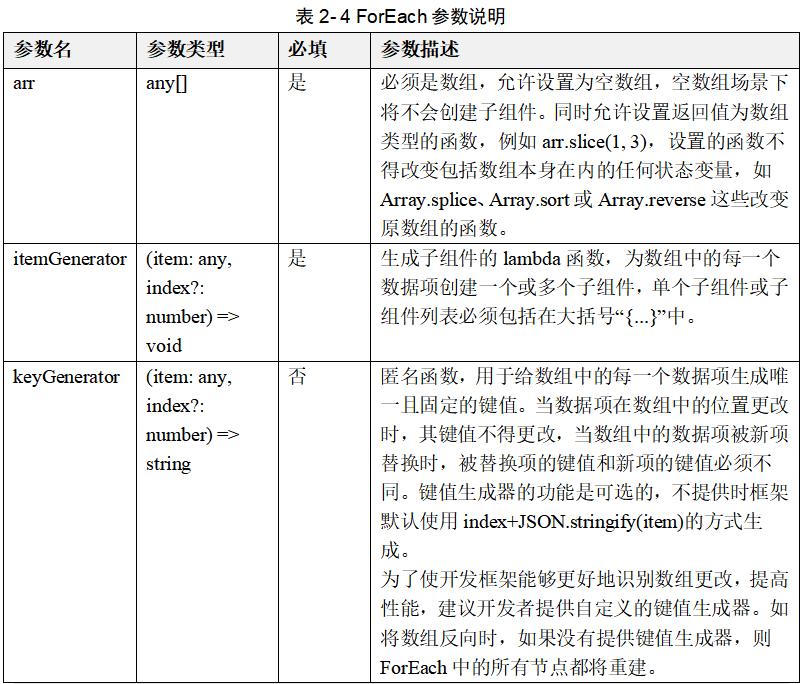 表 2- 4 ForEach 参数说明
参数名 参数类型 必填 参数描述
arr any[] 是 必须是数组，允许设置为空数组，空数组场景下
将不会创建子组件。同时允许设置返回值为数组
类型的函数，例如 arr.slice(1, 3)，设置的函数不
得改变包括数组本身在内的任何状态变量，如
Array.splice、Array.sort 或 Array.reverse 这些改变
原数组的函数。
itemGenerator (item: any, 是 生成子组件的 lambda 函数，为数组中的每一个
index?: 数据项创建一个或多个子组件，单个子组件或子
number) => 组件列表必须包括在大括号“{...}”中。
void
keyGenerator (item: any, 否 匿名函数，用于给数组中的每一个数据项生成唯
index?: 一且固定的键值。当数据项在数组中的位置更改
number) => 时，其键值不得更改，当数组中的数据项被新项
string 替换时，被替换项的键值和新项的键值必须不
同。键值生成器的功能是可选的，不提供时框架
默认使用 index+JSON.stringify(item)的方式生
成。
为了使开发框架能够更好地识别数组更改，提高
性能，建议开发者提供自定义的键值生成器。如
将数组反向时，如果没有提供键值生成器，则
ForEach 中的所有节点都将重建。